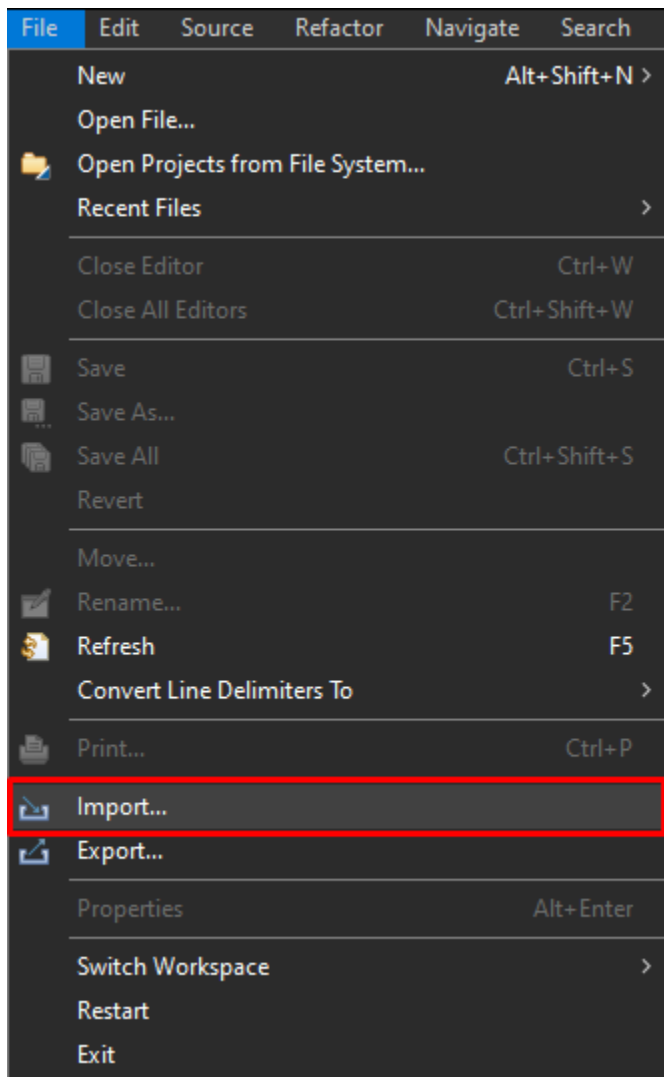 File Edit Source Refactor Navigate Search
New Alt+Shift+N >
Open File...
Open Projects from File System...
Recent Files >
Close Editor Ctrl+W
Close All Editors Ctrl+Shift+W
Save Ctrl+S
Save As...
Save All Ctrl+Shift+S
Revert
Move...
Rename... F2
Refresh F5
Convert Line Delimiters To >
Print... Ctrl+P
Import...
Export...
Properties Alt+Enter
Switch Workspace >
Restart
Exit